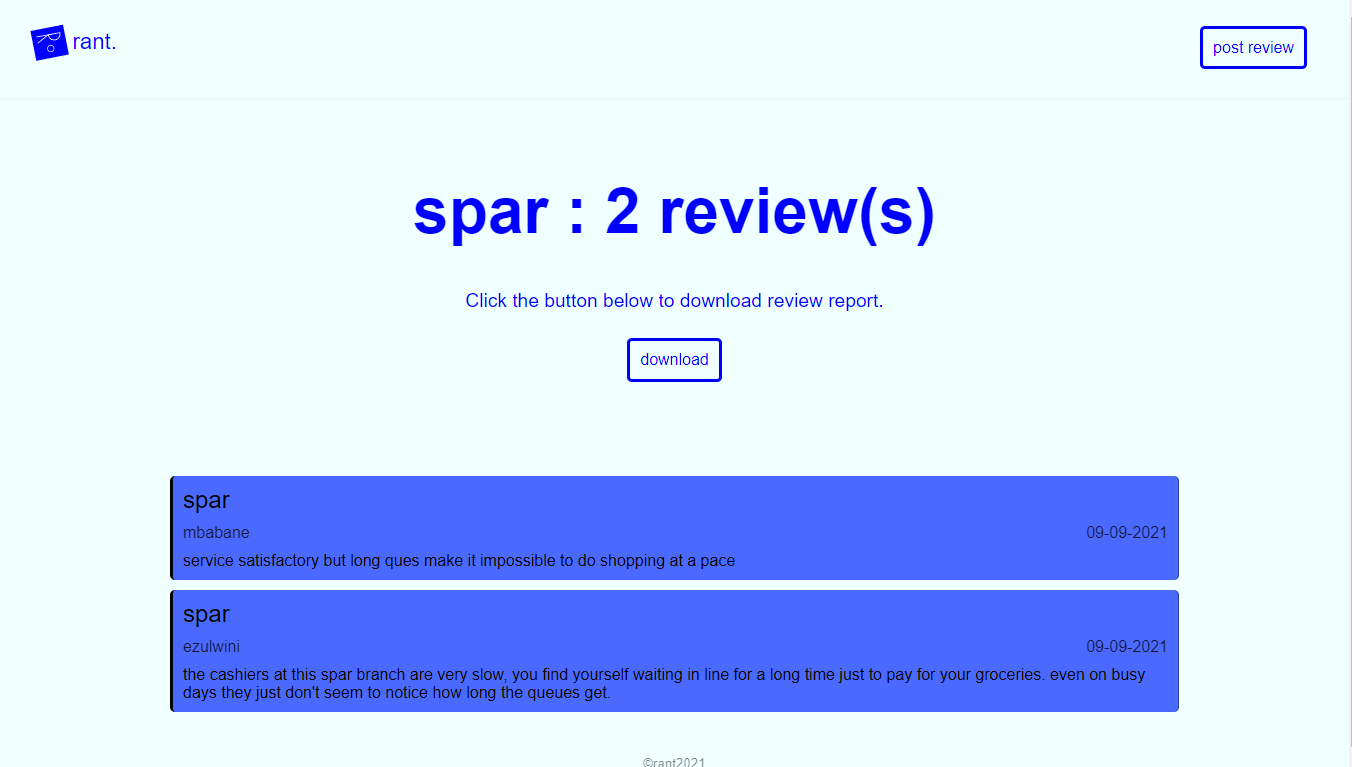 rant.
post review
spar : 2 review(s)
Click the button below to download review report.
download
spar
mbabane 09-09-2021
service satisfactory but long ques make it impossible to do shopping at a pace
spar
ezulwini 09-09-2021
the cashiers at this spar branch are very slow, you find yourself waiting in line for a long time just to pay for your groceries. even on busy
days they just don't seem to notice how long the queues get.
©rant2021